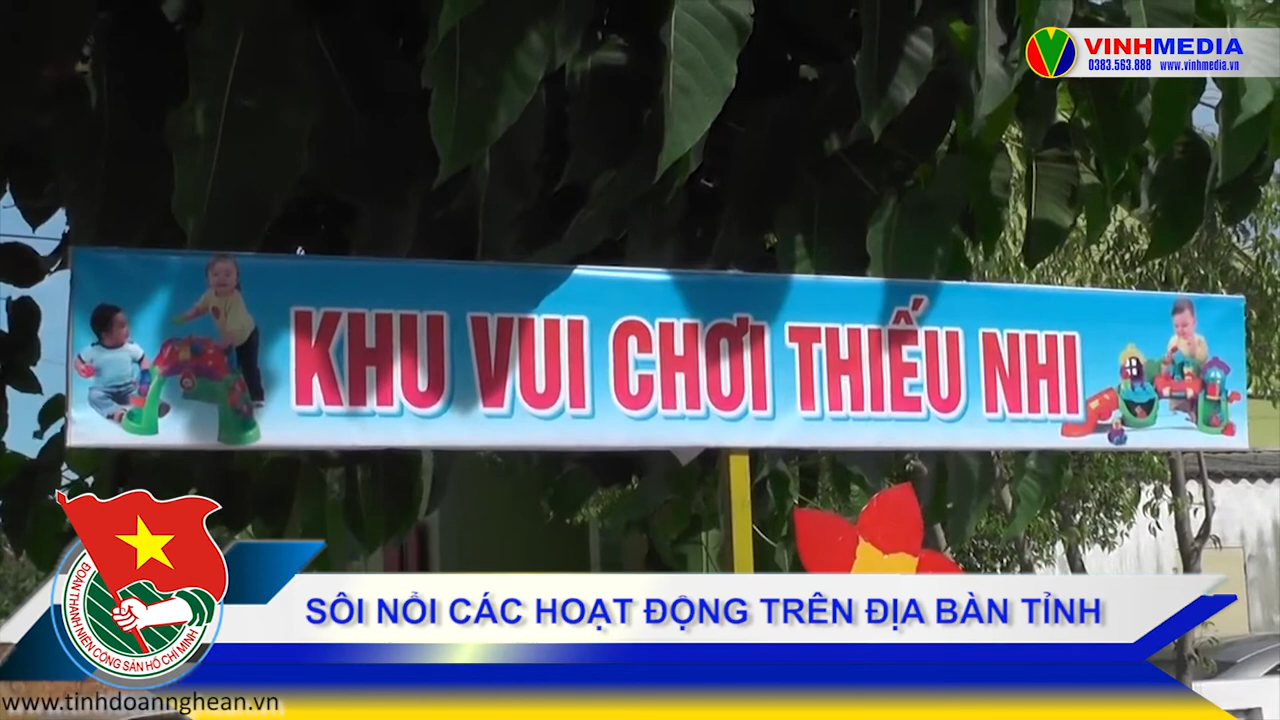 VINHMEDIA
0383.563.888 www.vinhmedia.vn
KHU VUI CHƠI THIẾU NHI
SÔI NỔI CÁC HOẠT ĐỘNG TRÊN ĐỊA BÀN TỈNH
ĐOÀN THANH NIÊN CỘNG SẢN HỒ CHÍ MINH
www.tinhdoannghean.vn